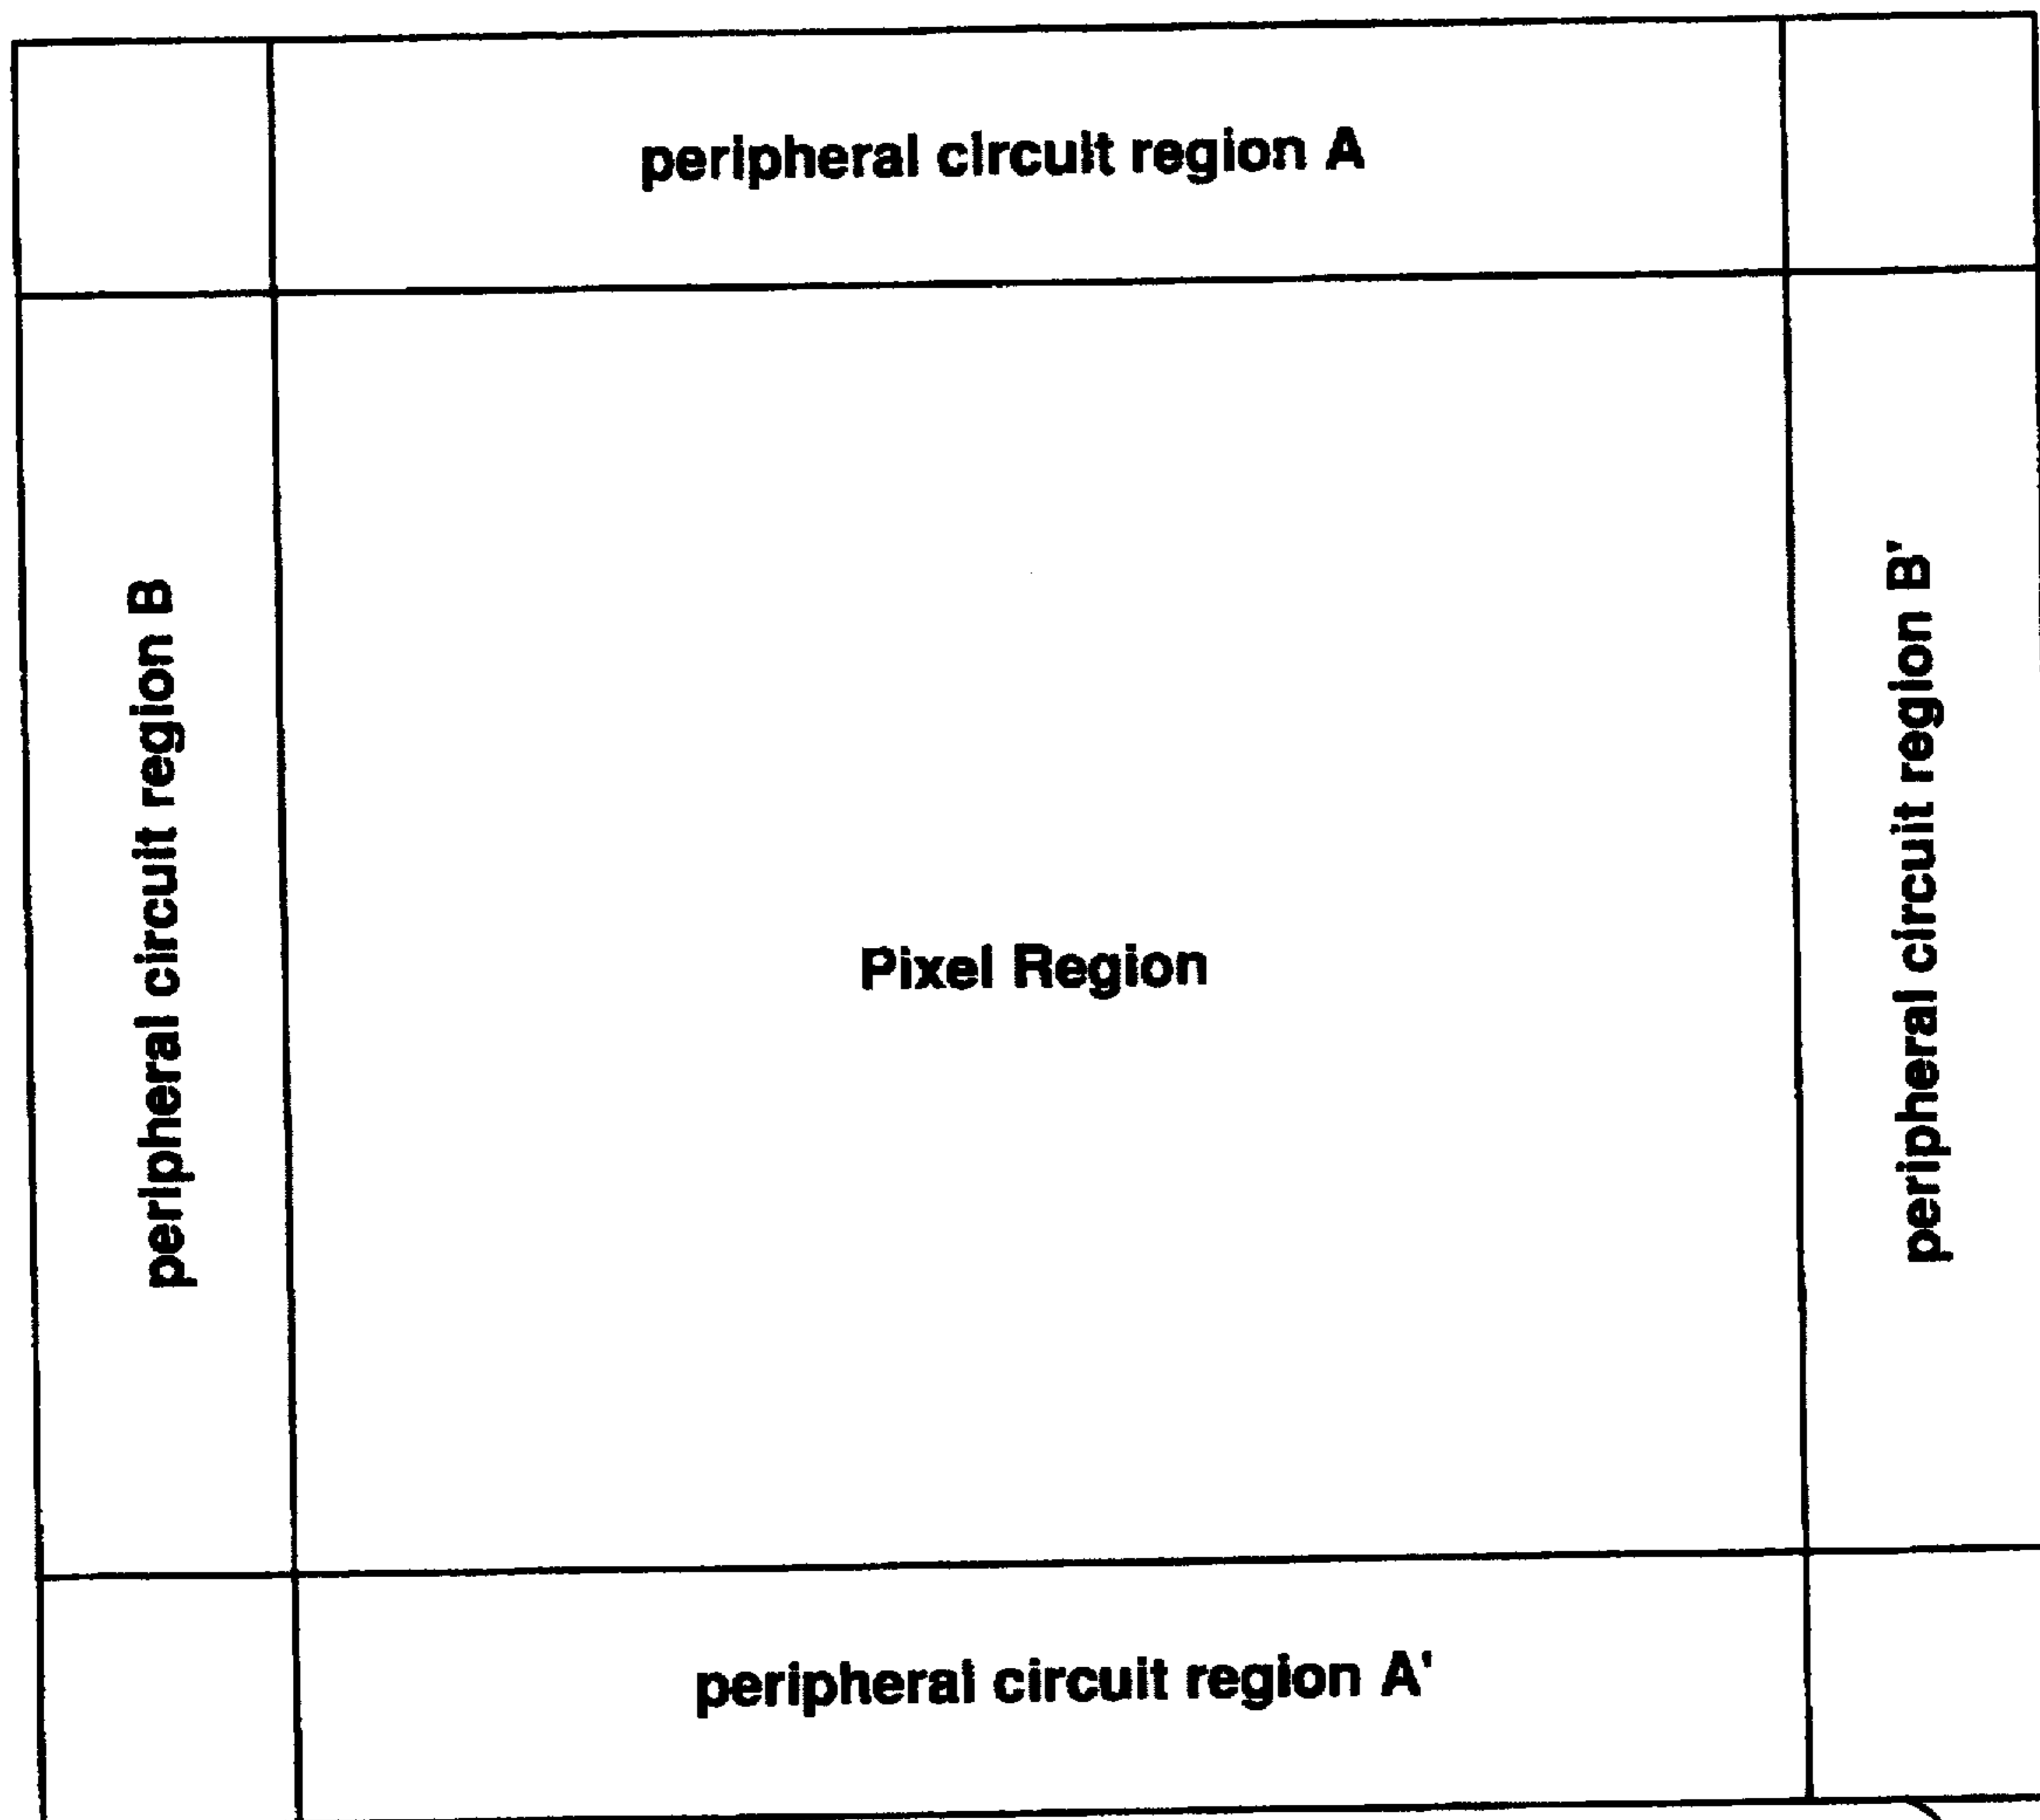 peripheral circuit region A
peripheral circuit region B
Pixel Region
peripheral circuit region B'
peripheral circuit region A'